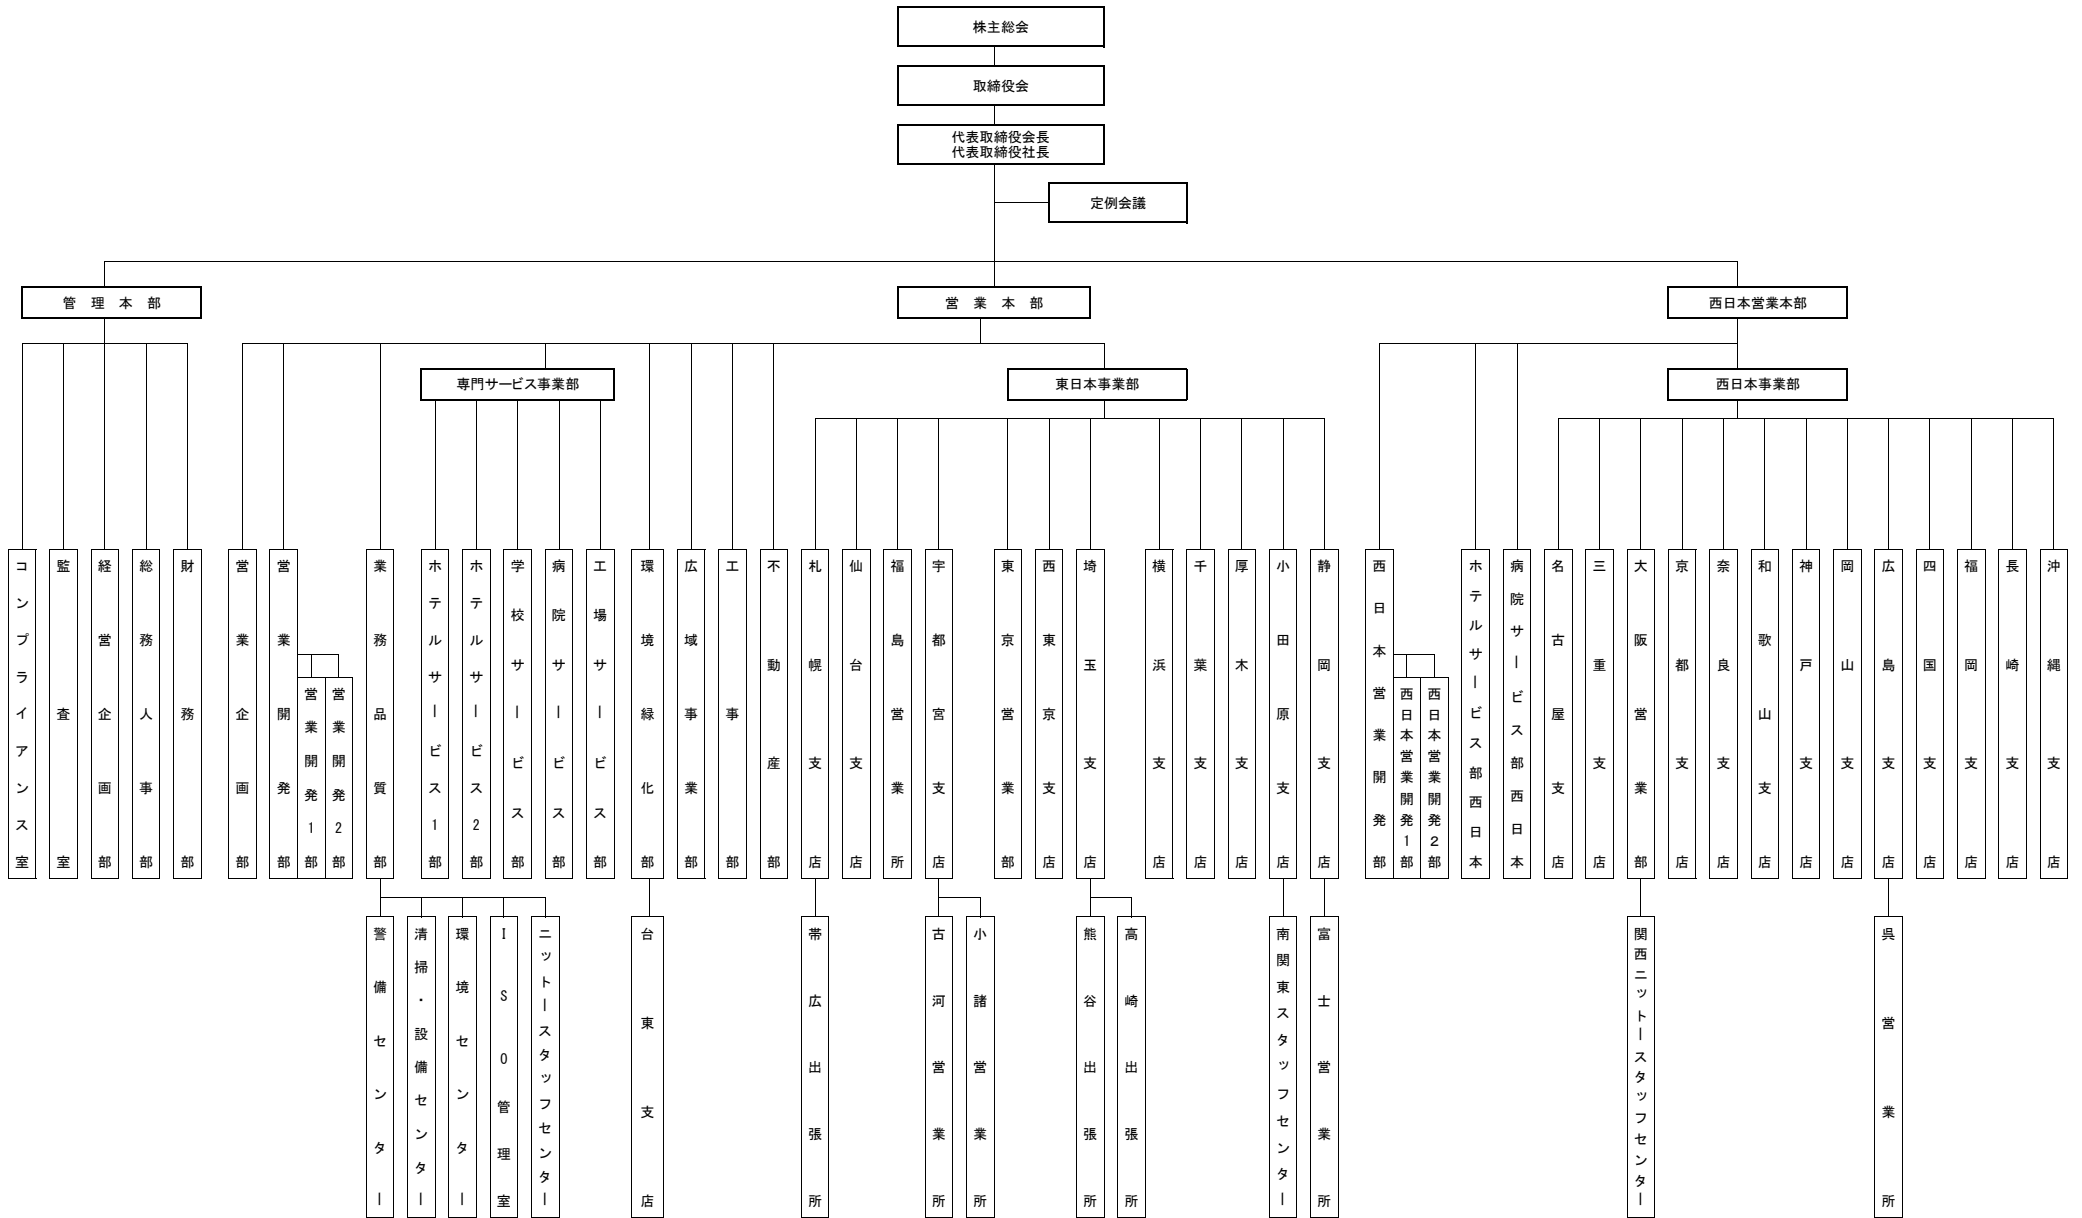 株主総会
取締役会
代表取締役会長
代表取締役社長
定例会議
管理本部
営業本部
西日本営業本部
専門サービス事業部
東日本事業部
西日本事業部
コンプライアンス室
監査室
経営企画部
総務人事部
財務部
営業企画部
営業開発部
営業開発1部
営業開発2部
業務品質部
ホテルサービス1部
ホテルサービス2部
学校サービス部
病院サービス部
工場サービス部
環境緑化部
広域事業部
工事部
不動産部
札幌支店
仙台支店
福島営業所
宇都宮支店
東京営業部
西東京支店
埼玉支店
横浜支店
千葉支店
厚木支店
小田原支店
静岡支店
西日本営業開発部
西日本営業開発1部
西日本営業開発2部
ホテルサービス部西日本
病院サービス部西日本
名古屋支店
三重支店
大阪営業部
京都支店
奈良支店
和歌山支店
神戸支店
岡山支店
広島支店
四国支店
福岡支店
長崎支店
沖縄支店
警備センター
清掃・設備センター
環境センター
ISO管理室
ニットースタッフセンター
台東支店
帯広出張所
古河営業所
小諸営業所
熊谷出張所
高崎出張所
南関東スタッフセンター
富士営業所
関西ニットースタッフセンター
呉営業所